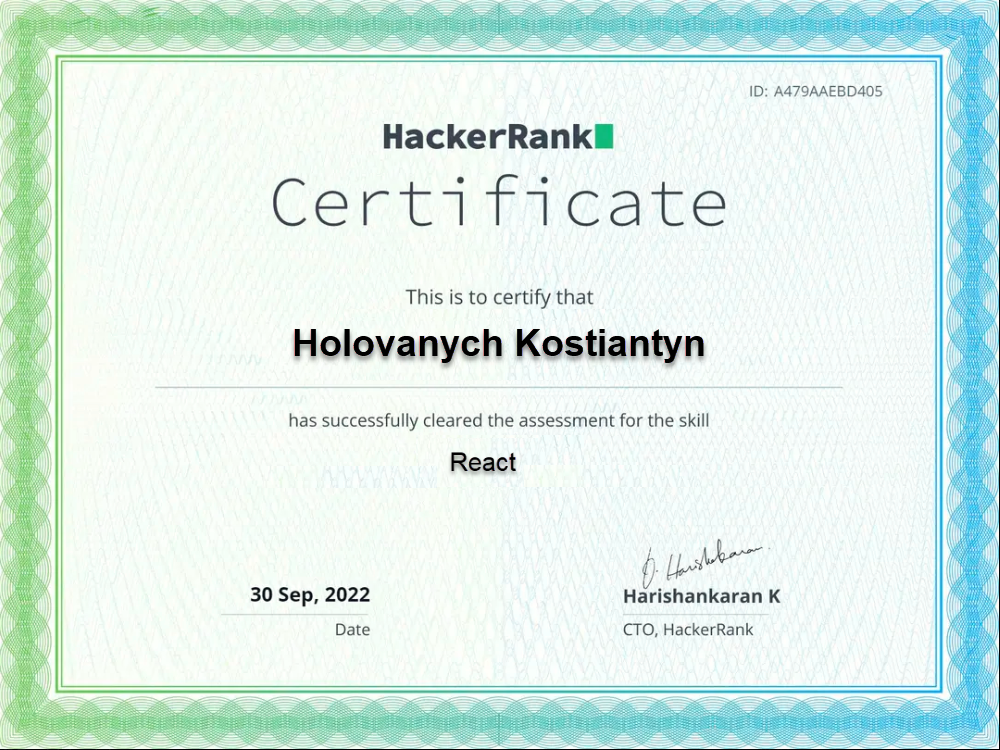 ID: A479AAEBD405
HackerRank
Certificate
This is to certify that
Holovanych Kostiantyn
has successfully cleared the assessment for the skill
React
30 Sep, 2022
Date
D. Harishankaran.
Harishankaran K
CTO, HackerRank